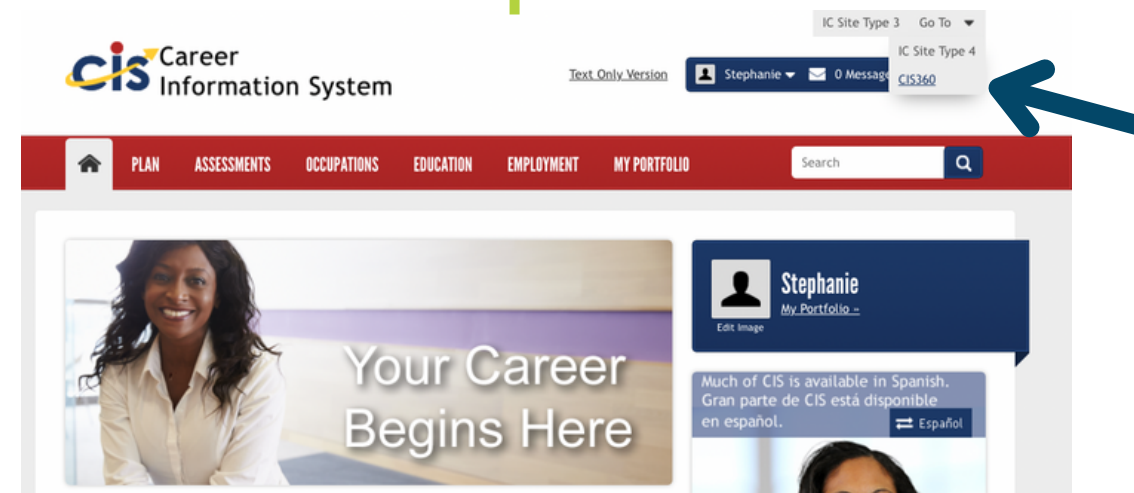 IC Site Type 3 Go To
IC Site Type 4
CIS360
cis Career
Information System
Text Only Version
Stephanie
0 Message
PLAN ASSESSMENTS OCCUPATIONS EDUCATION EMPLOYMENT MY PORTFOLIO
Search
Your Career
Begins Here
Stephanie
My Portfolio »
Edit Image
Much of CIS is available in Spanish.
Gran parte de CIS está disponible
en español.
Español